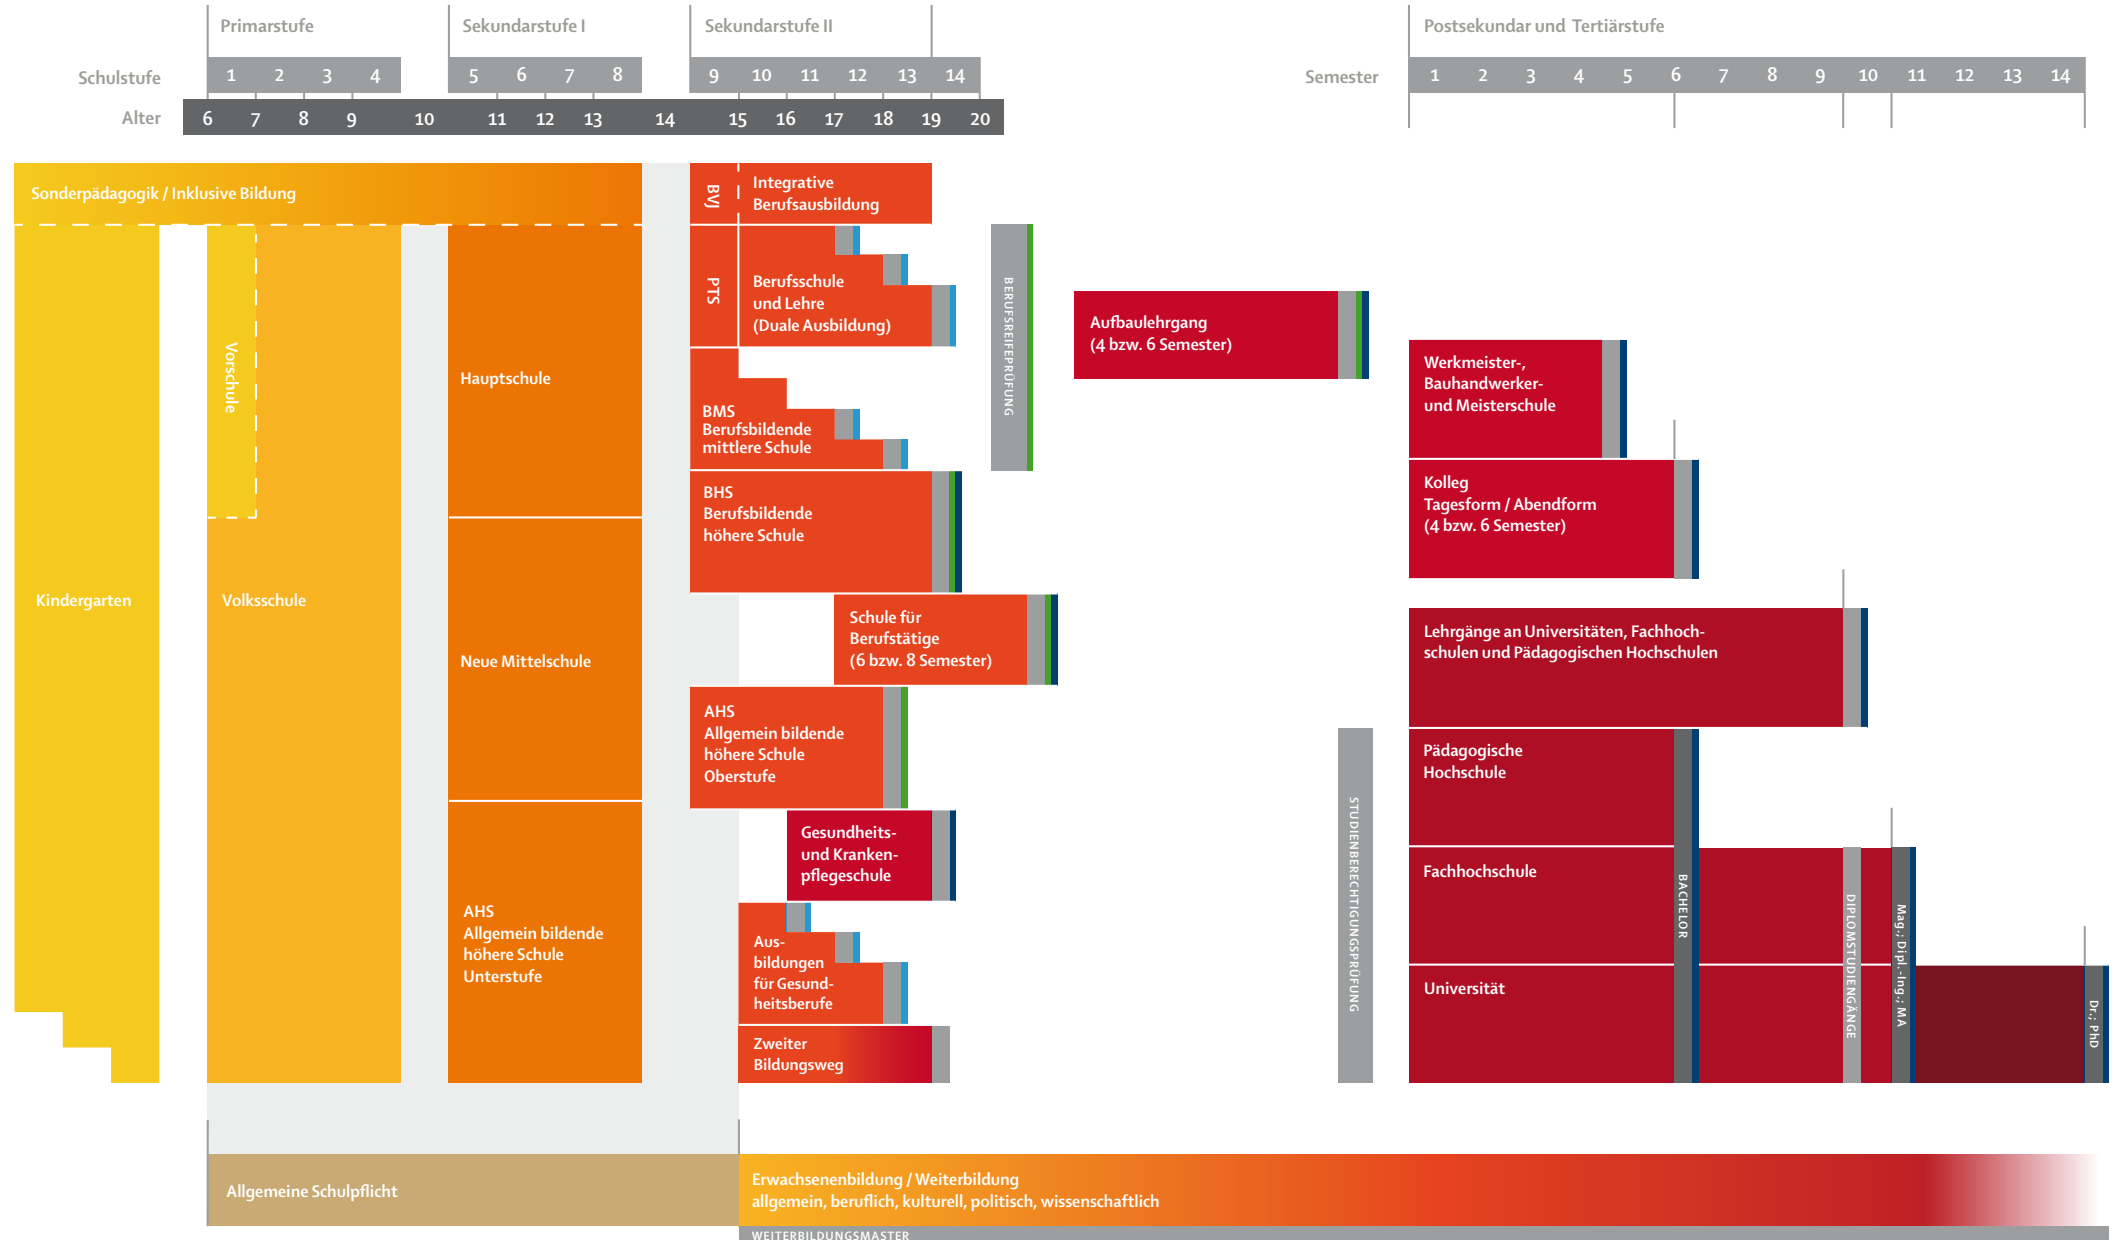 Primarstufe
Sekundarstufe I
Sekundarstufe II
Postsekundar und Tertiärstufe
Schulstufe
1 2 3 4
5 6 7 8
9 10 11 12 13 14
Semester
1 2 3 4 5 6 7 8 9 10 11 12 13 14
Alter
6 7 8 9 10 11 12 13 14 15 16 17 18 19 20
Sonderpädagogik / Inklusive Bildung
Kindergarten
Vorschule
Volksschule
Hauptschule
Neue Mittelschule
AHS
Allgemein bildende
höhere Schule
Unterstufe
BVJ
Integrative
Berufsausbildung
PTS
Berufsschule
und Lehre
(Duale Ausbildung)
BMS
Berufsbildende
mittlere Schule
BHS
Berufsbildende
höhere Schule
Schule für
Berufstätige
(6 bzw. 8 Semester)
AHS
Allgemein bildende
höhere Schule
Oberstufe
Gesundheits-
und Kranken-
pflegeschule
Aus-
bildungen
für Gesund-
heitsberufe
Zweiter
Bildungsweg
BERUFSREIFEPRÜFUNG
Aufbaulehrgang
(4 bzw. 6 Semester)
Werkmeister-,
Bauhandwerker-
und Meisterschule
Kolleg
Tagesform / Abendform
(4 bzw. 6 Semester)
Lehrgänge an Universitäten, Fachhoch-
schulen und Pädagogischen Hochschulen
STUDIENBERECHTIGUNGSPRÜFUNG
Pädagogische
Hochschule
Fachhochschule
Universität
BACHELOR
DIPLOMSTUDIENGÄNGE
Mag.; Dipl.-Ing.; MA
Dr.; PhD
Allgemeine Schulpflicht
Erwachsenenbildung / Weiterbildung
allgemein, beruflich, kulturell, politisch, wissenschaftlich
WEITERBILDUNGSMASTER